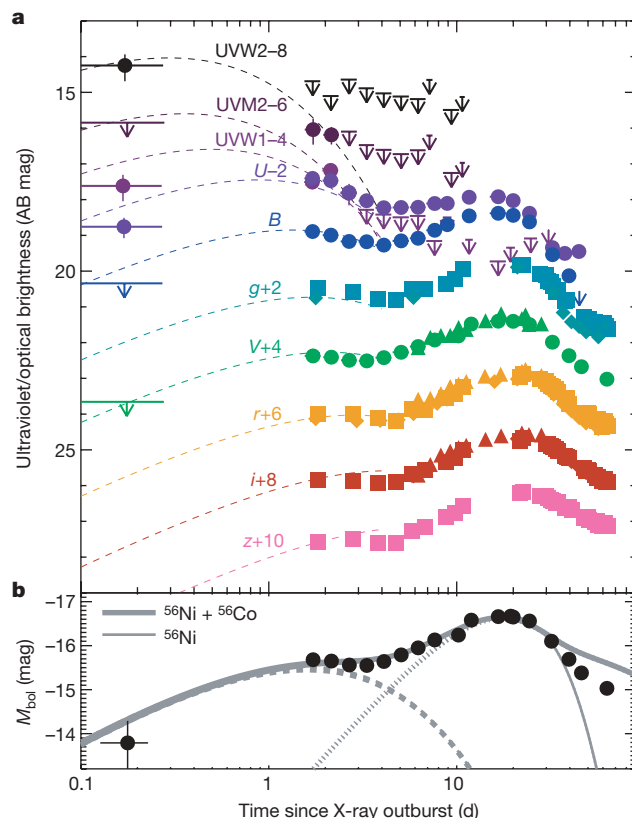 a
UVW2–8
UVM2–6
UVW1–4
U–2
B
g+2
V+4
r+6
i+8
z+10
15
20
25
Ultraviolet/optical brightness (AB mag)
b
⁵⁶Ni + ⁵⁶Co
⁵⁶Ni
–17
–16
–15
–14
M_bol (mag)
0.1
1
10
Time since X-ray outburst (d)